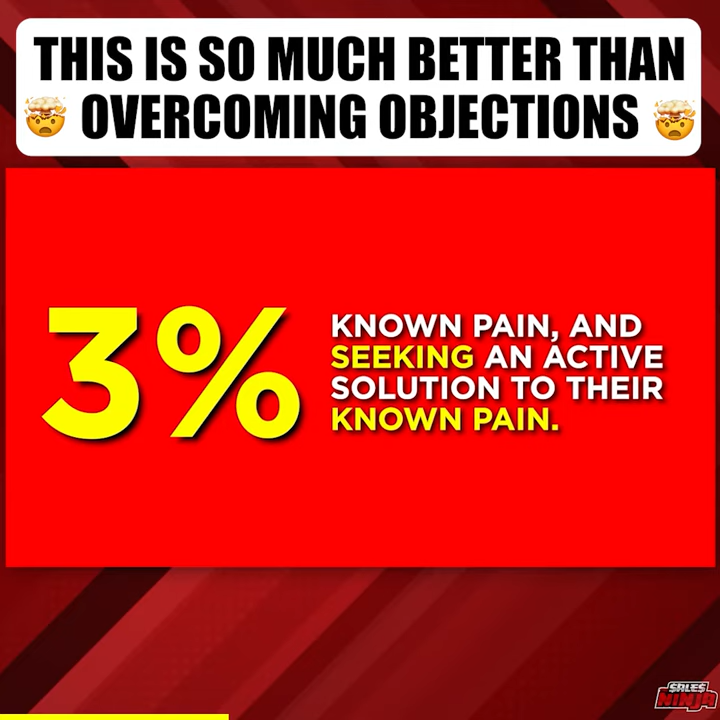 THIS IS SO MUCH BETTER THAN
🤯 OVERCOMING OBJECTIONS 🤯
3%
KNOWN PAIN, AND
SEEKING AN ACTIVE
SOLUTION TO THEIR
KNOWN PAIN.
SALES
NINJA